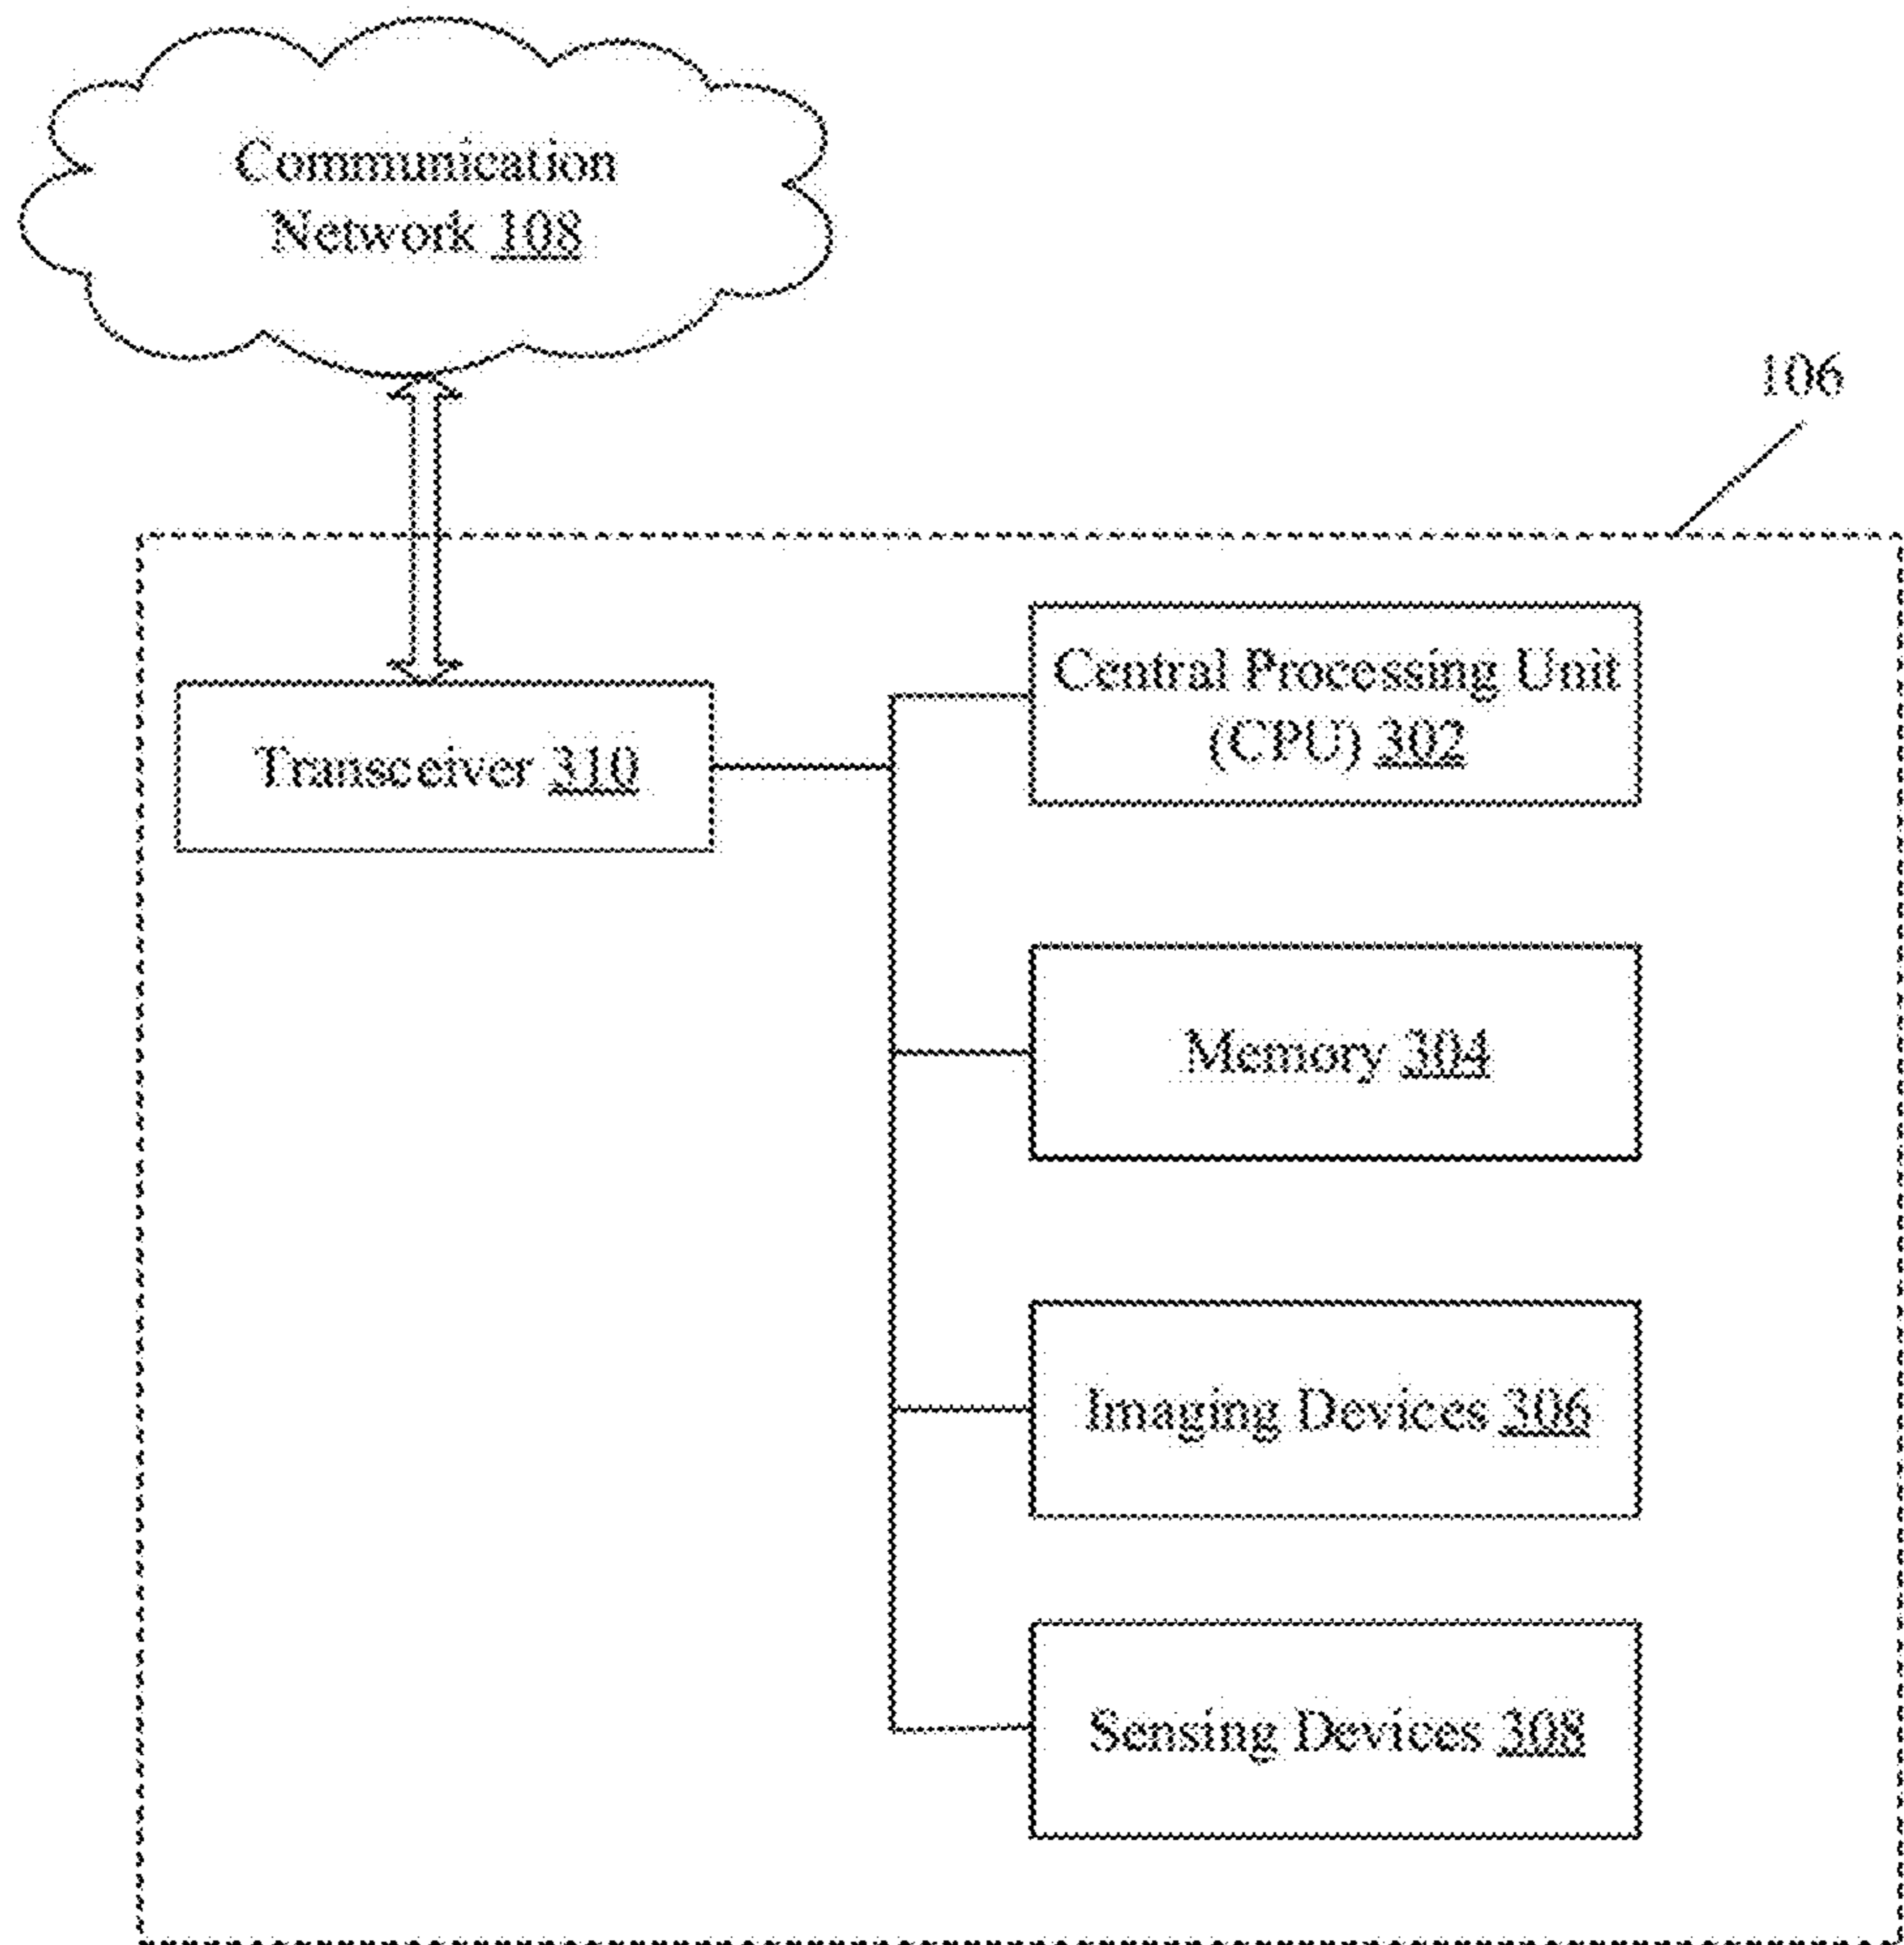 Communication
Network 108
106
Central Processing Unit
(CPU) 302
Transceiver 310
Memory 304
Imaging Devices 306
Sensing Devices 308